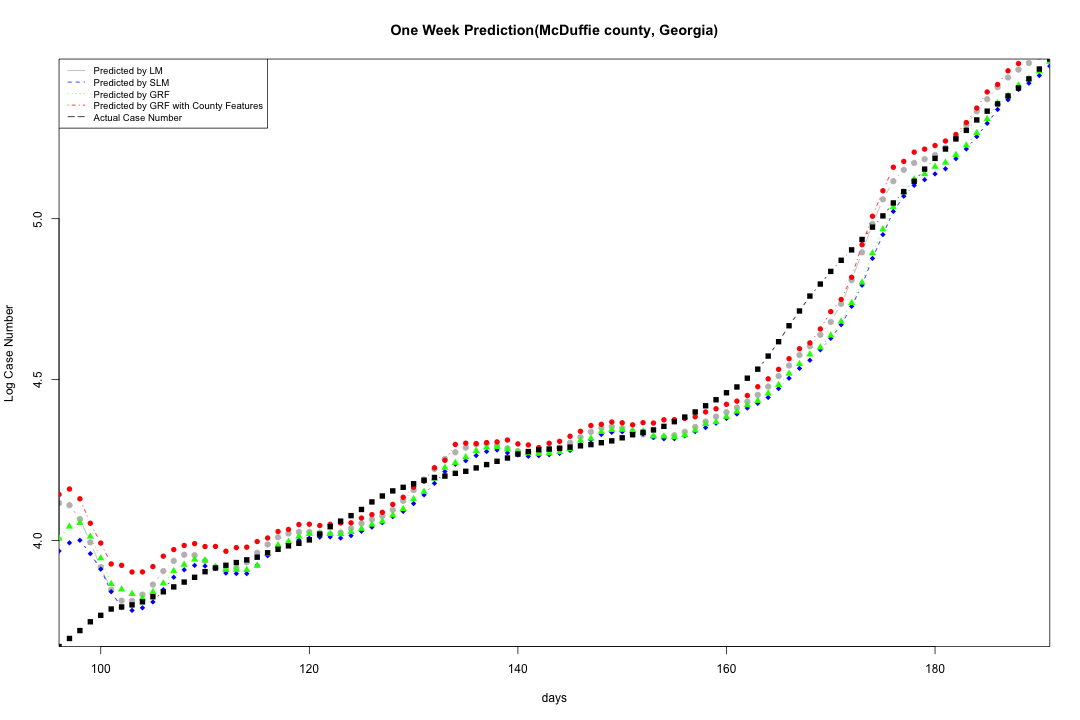 One Week Prediction(McDuffie county, Georgia)
Predicted by LM
Predicted by SLM
Predicted by GRF
Predicted by GRF with County Features
Actual Case Number
5.0
4.5
4.0
Log Case Number
100 120 140 160 180
days